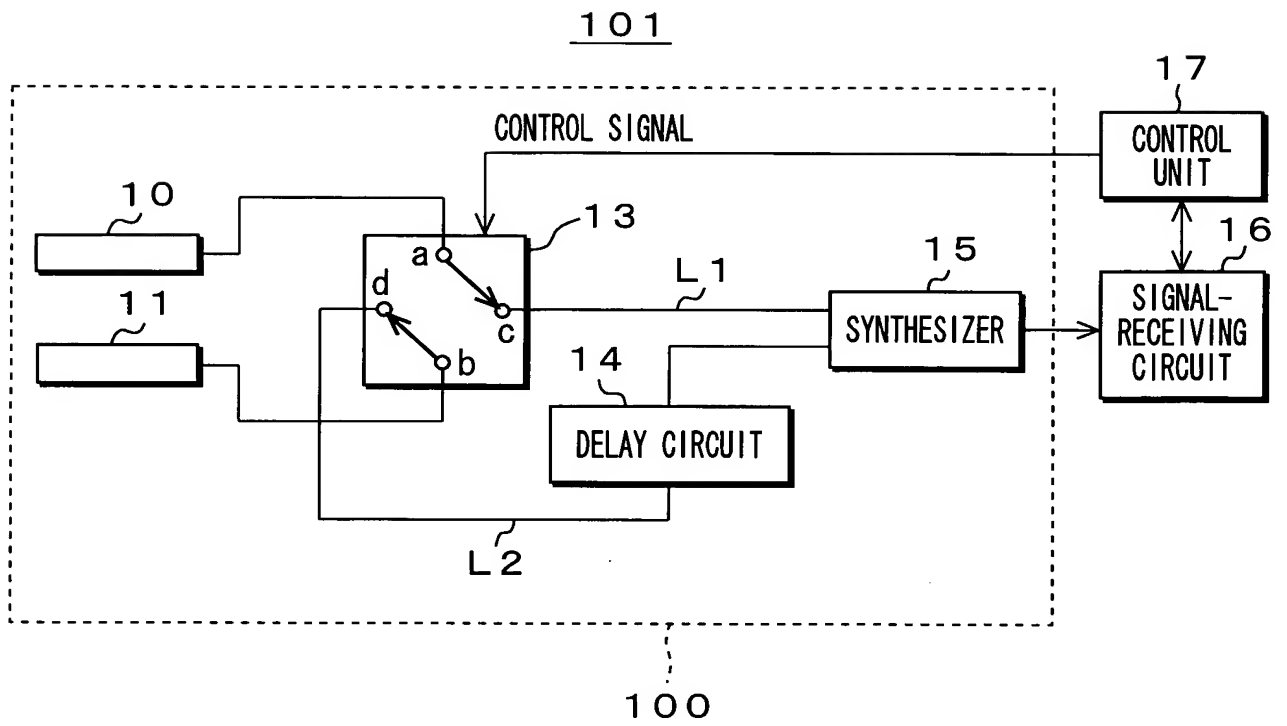 101
17
CONTROL SIGNAL
CONTROL
UNIT
10
13
16
a
15
d
L1
11
c
SYNTHESIZER
SIGNAL-
RECEIVING
CIRCUIT
b
14
DELAY CIRCUIT
L2
100